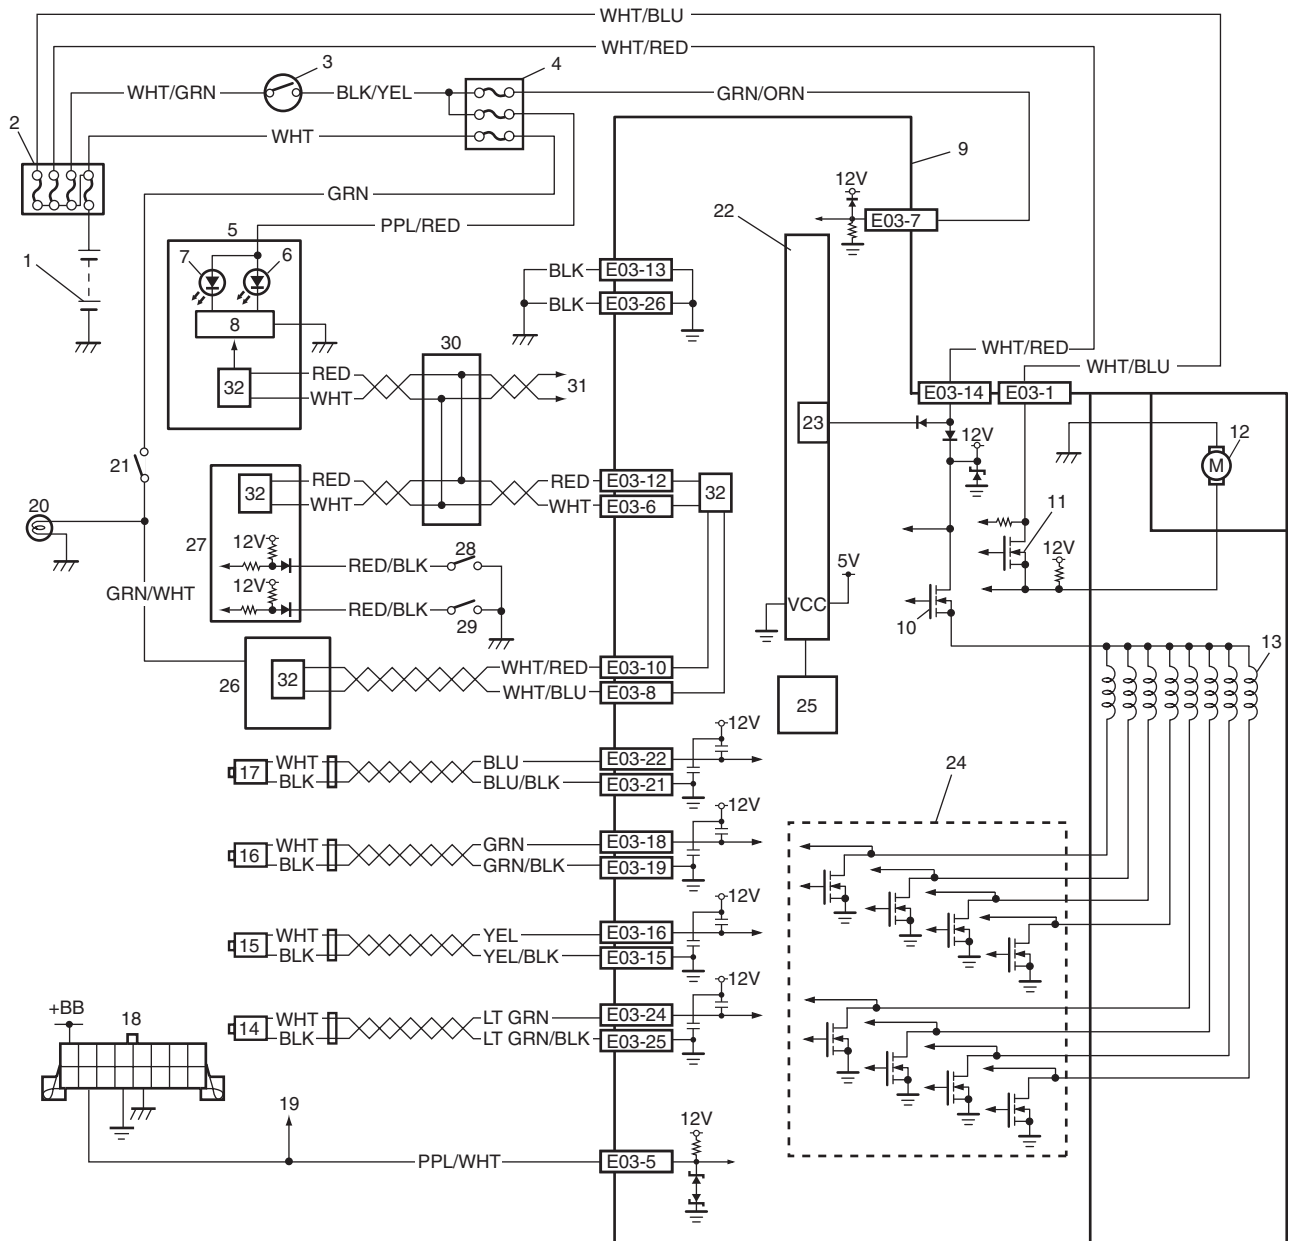 WHT/BLU
WHT/RED
3
4
WHT/GRN
BLK/YEL
GRN/ORN
2
WHT
9
12V
GRN
22
E03-7
5
PPL/RED
7
6
1
BLK
E03-13
BLK
E03-26
8
30
WHT/RED
WHT/BLU
32
RED
WHT
31
E03-14
E03-1
23
12V
12
M
21
32
RED
WHT
RED
E03-12
WHT
E03-6
32
20
11
27
12V
28
5V
12V
RED/BLK
GRN/WHT
12V
RED/BLK
29
VCC
10
13
26
32
WHT/RED
E03-10
WHT/BLU
E03-8
25
12V
17
WHT
BLK
BLU
E03-22
BLU/BLK
E03-21
24
12V
16
WHT
BLK
GRN
E03-18
GRN/BLK
E03-19
12V
15
WHT
BLK
YEL
E03-16
YEL/BLK
E03-15
12V
+BB
18
14
WHT
BLK
LT GRN
E03-24
LT GRN/BLK
E03-25
19
12V
PPL/WHT
E03-5